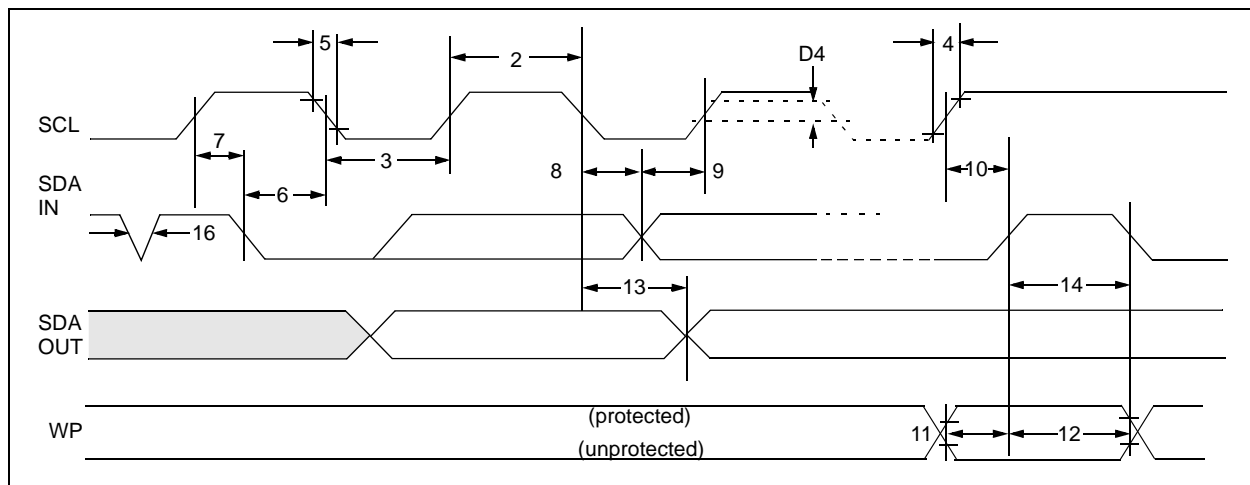 5
2
D4
4
SCL
7
3
8
9
10
SDA
IN
6
16
13
14
SDA
OUT
WP
(protected)
11
12
(unprotected)